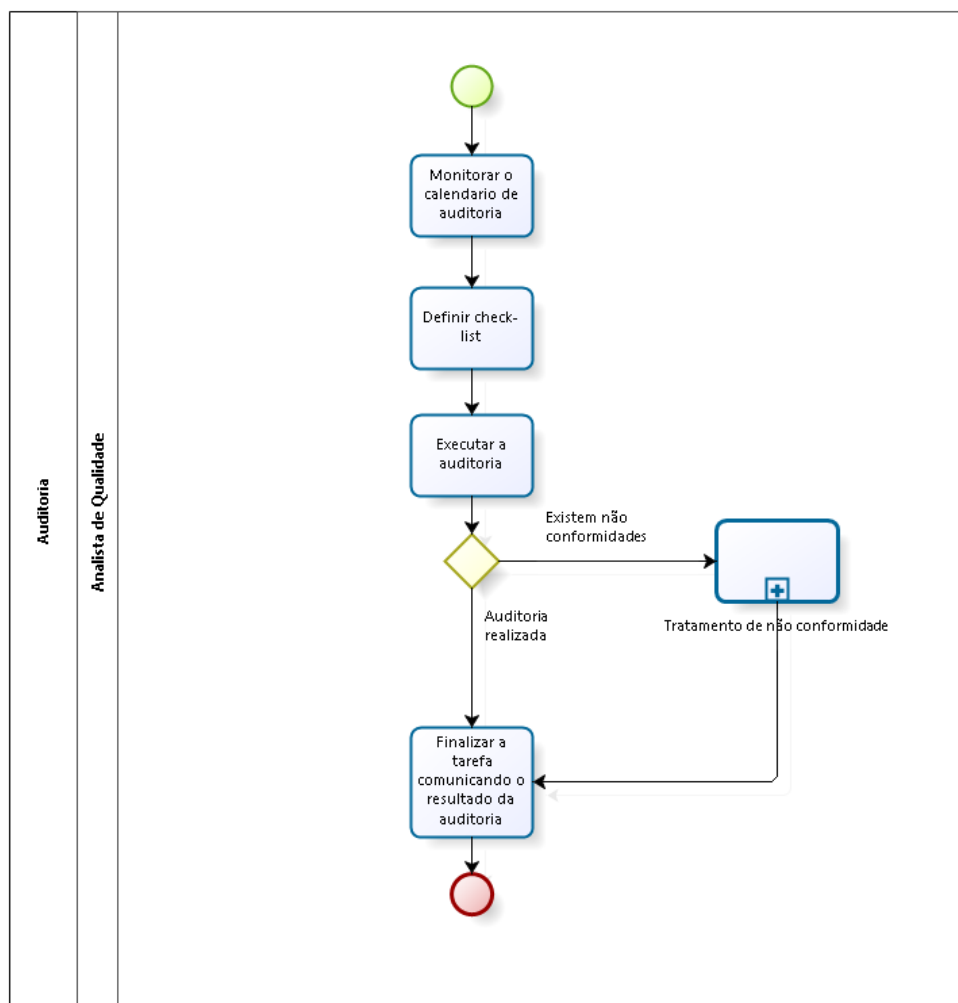 Auditoria
Analista de Qualidade
Monitorar o
calendario de
auditoria
Definir check-
list
Executar a
auditoria
Existem não
conformidades
Tratamento de não conformidade
Auditoria
realizada
Finalizar a
tarefa
comunicando o
resultado da
auditoria